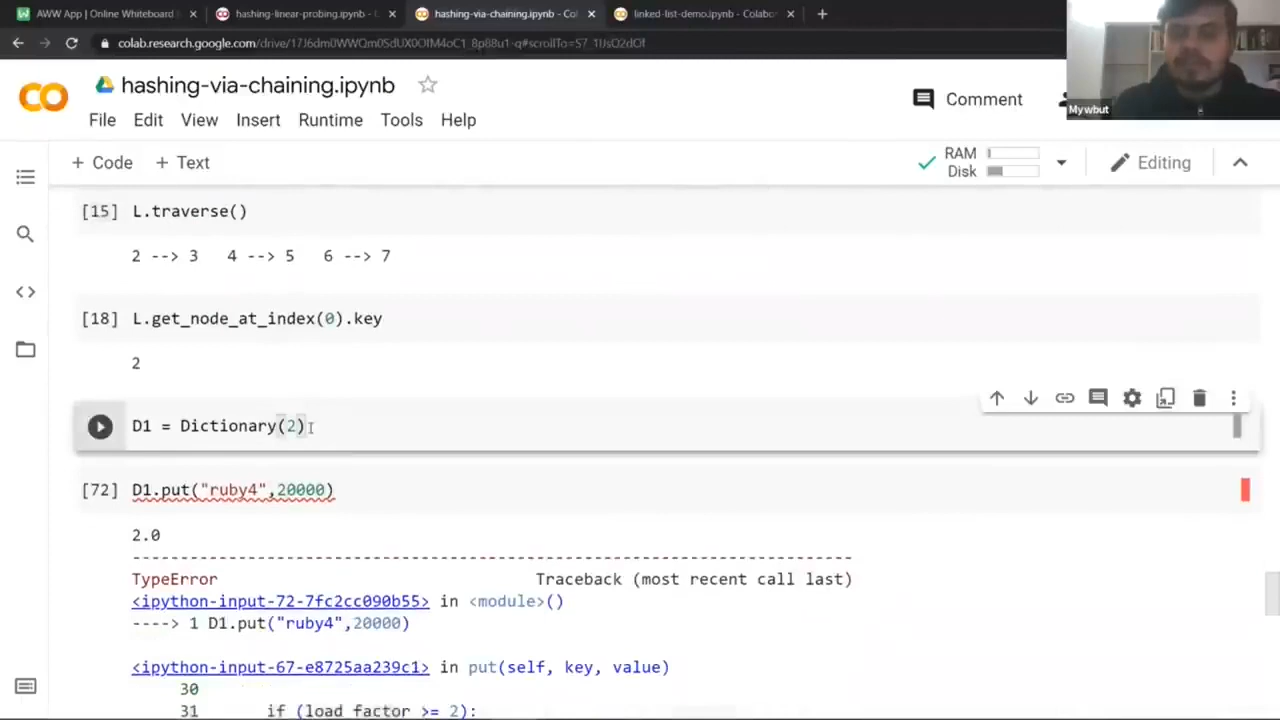 AWW App | Online Whiteboard
hashing-linear-probing.ipynb -
hashing-via-chaining.ipynb - Col
linked-list-demo.ipynb - Colabor
hashing-via-chaining.ipynb
Comment
Mywbut
File Edit View Insert Runtime Tools Help
+ Code + Text
RAM
Disk
Editing
[15] L.traverse()
2 --> 3 4 --> 5 6 --> 7
[18] L.get_node_at_index(0).key
2
D1 = Dictionary(2)
[72] D1.put("ruby4",20000)
2.0
---------------------------------------------------------------------------
TypeError Traceback (most recent call last)
<ipython-input-72-7fc2cc090b55> in <module>()
----> 1 D1.put("ruby4",20000)
<ipython-input-67-e8725aa239c1> in put(self, key, value)
30
31 if (load_factor >= 2):